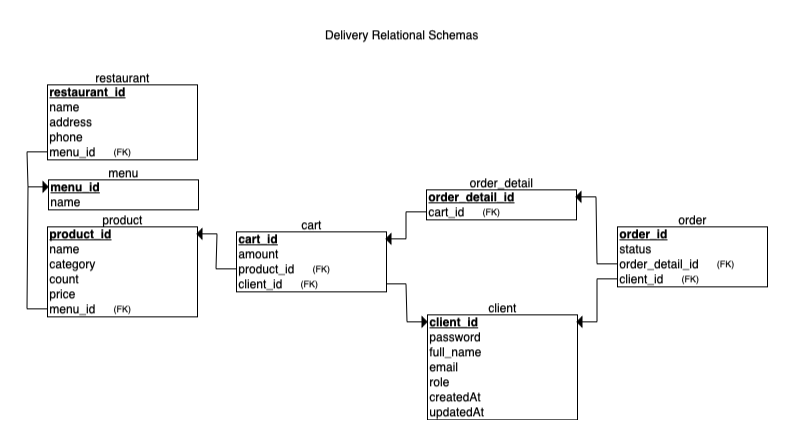 Delivery Relational Schemas
restaurant
restaurant_id
name
address
phone
menu_id (FK)
menu
menu_id
name
product
product_id
name
category
count
price
menu_id (FK)
cart
cart_id
amount
product_id (FK)
client_id (FK)
order_detail
order_detail_id
cart_id (FK)
client
client_id
password
full_name
email
role
createdAt
updatedAt
order
order_id
status
order_detail_id (FK)
client_id (FK)